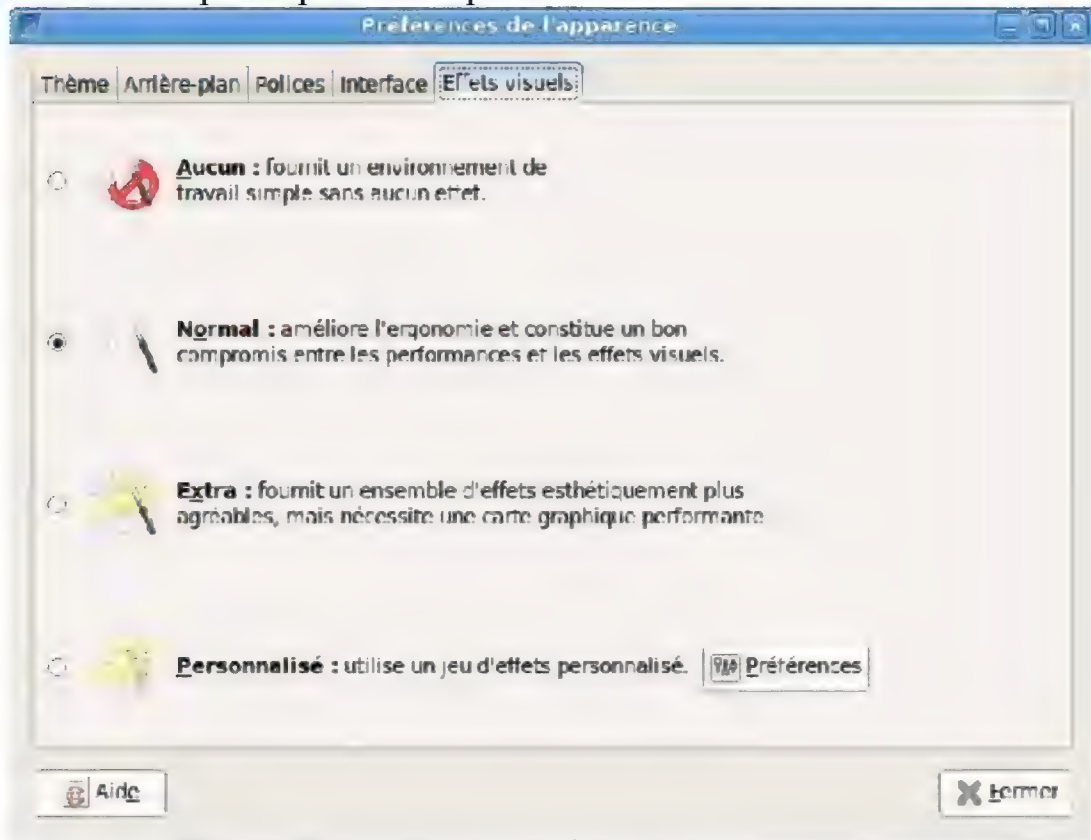 Préférences de l'apparence
Thème Arrière-plan Polices Interface Effets visuels
Aucun : fournit un environnement de
travail simple sans aucun effet.
Normal : améliore l'ergonomie et constitue un bon
compromis entre les performances et les effets visuels.
Extra : fournit un ensemble d'effets esthétiquement plus
agréables, mais nécessite une carte graphique performante
Personnalisé : utilise un jeu d'effets personnalisé. Préférences
Aide Fermer